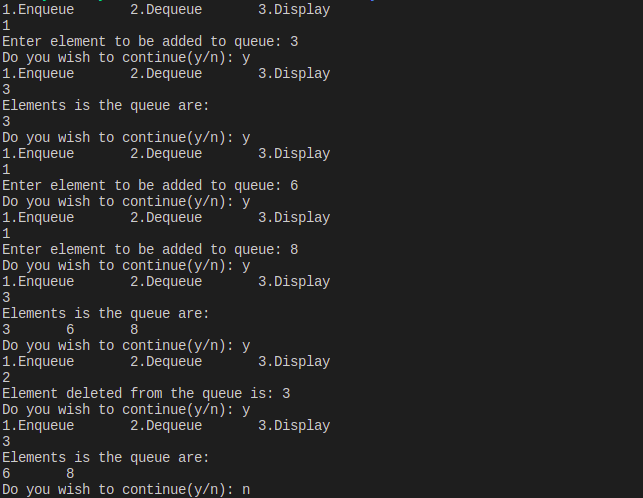 1.Enqueue 2.Dequeue 3.Display
1
Enter element to be added to queue: 3
Do you wish to continue(y/n): y
1.Enqueue 2.Dequeue 3.Display
3
Elements is the queue are:
3
Do you wish to continue(y/n): y
1.Enqueue 2.Dequeue 3.Display
1
Enter element to be added to queue: 6
Do you wish to continue(y/n): y
1.Enqueue 2.Dequeue 3.Display
1
Enter element to be added to queue: 8
Do you wish to continue(y/n): y
1.Enqueue 2.Dequeue 3.Display
3
Elements is the queue are:
3 6 8
Do you wish to continue(y/n): y
1.Enqueue 2.Dequeue 3.Display
2
Element deleted from the queue is: 3
Do you wish to continue(y/n): y
1.Enqueue 2.Dequeue 3.Display
3
Elements is the queue are:
6 8
Do you wish to continue(y/n): n